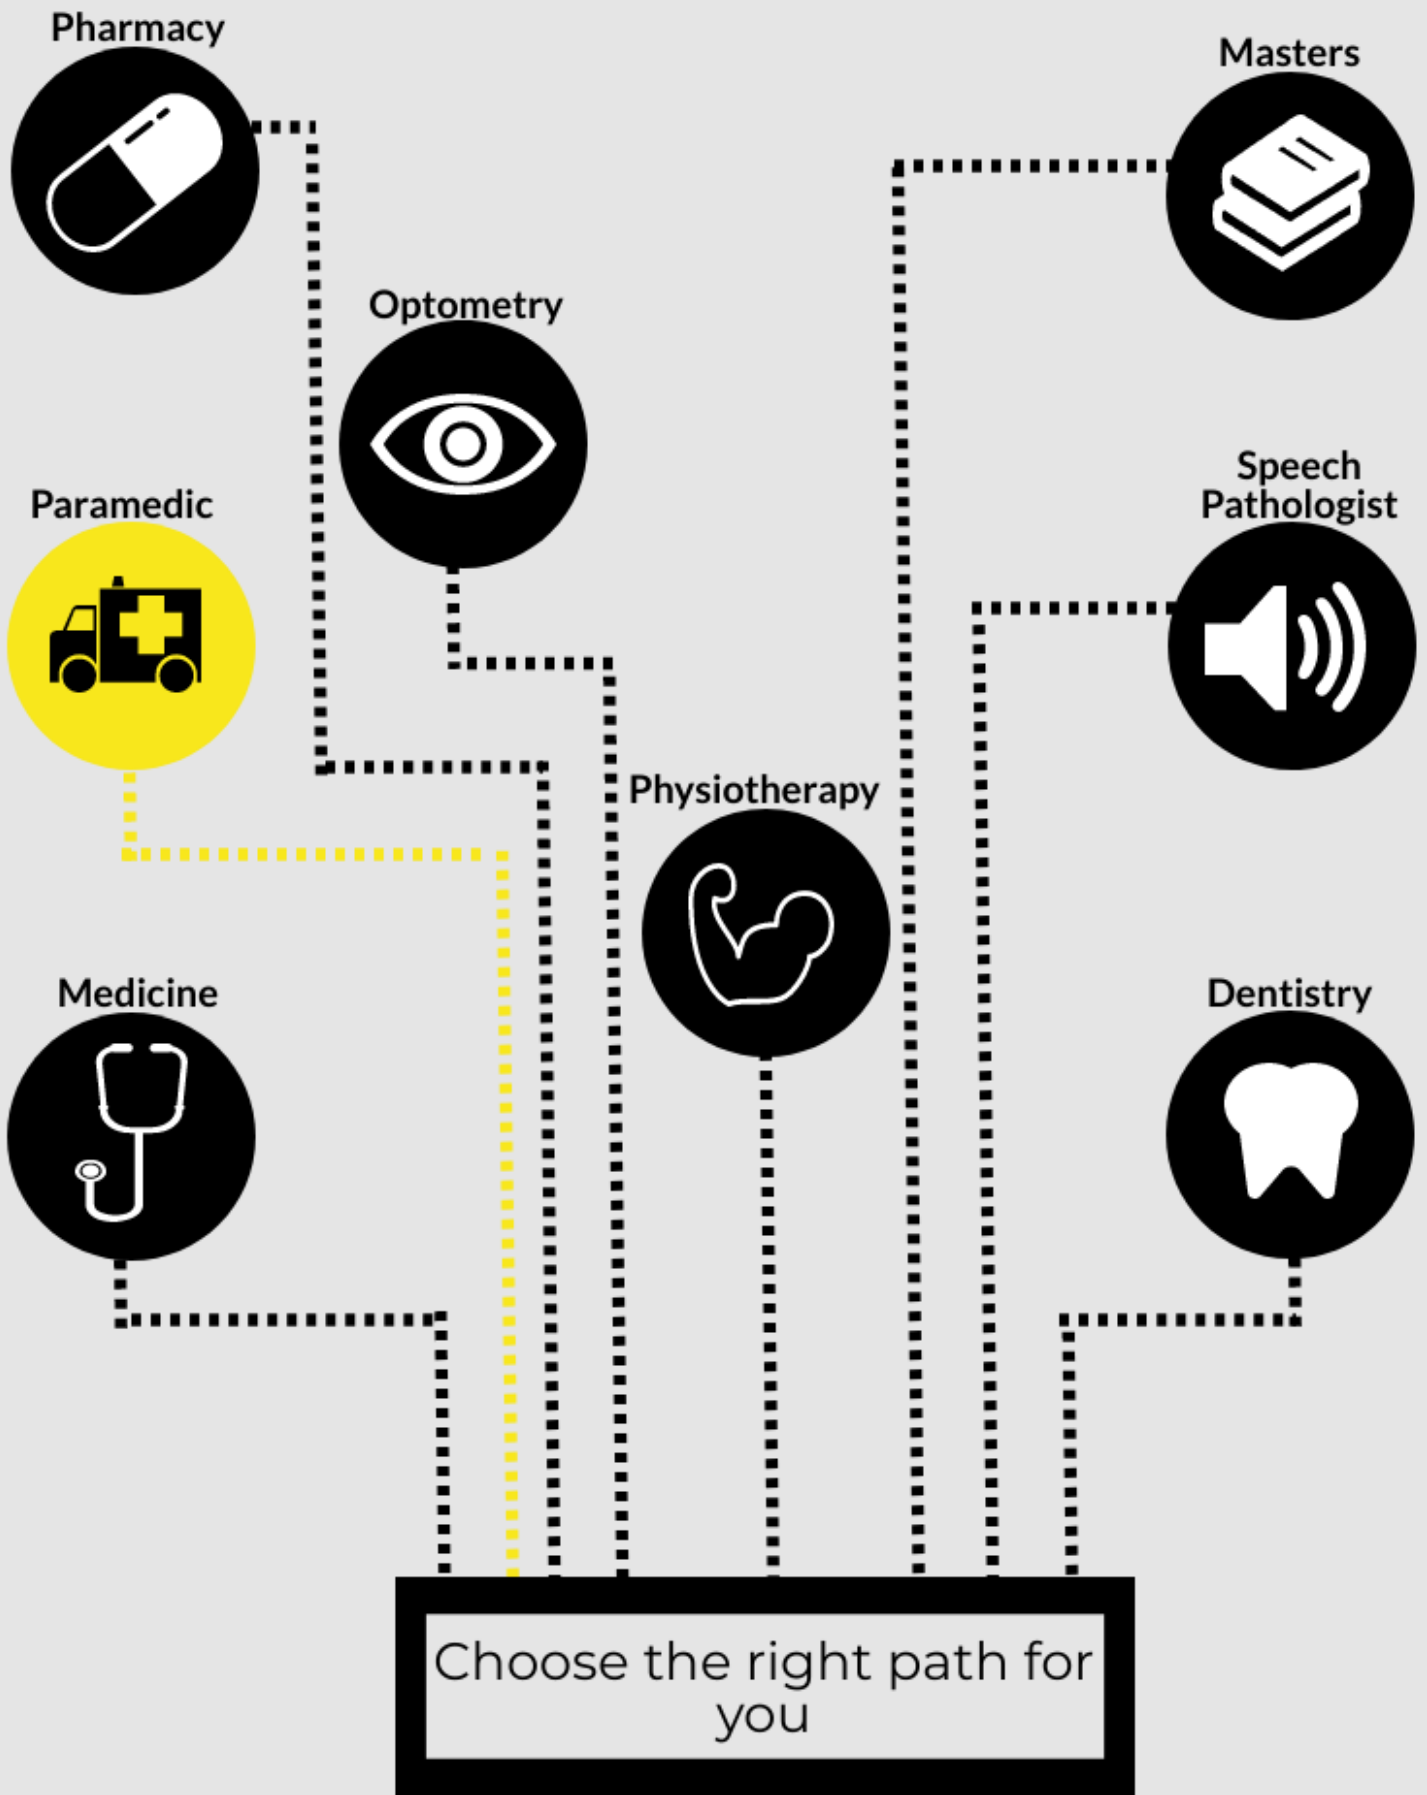 Pharmacy
Masters
Optometry
Speech
Pathologist
Paramedic
Physiotherapy
Medicine
Dentistry
Choose the right path for
you